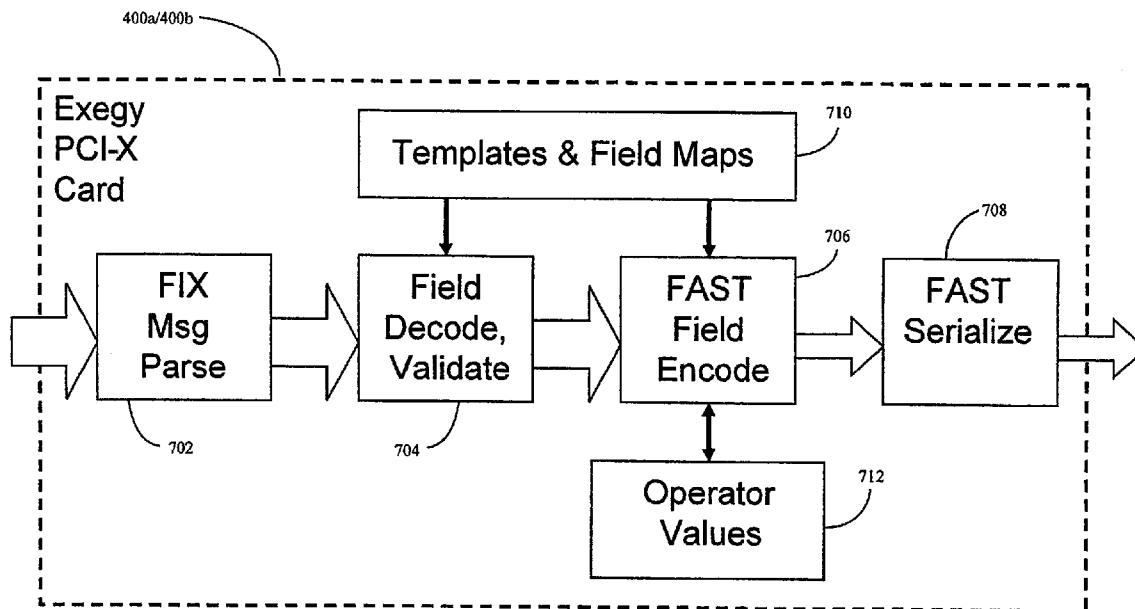 400a/400b
Exegy
PCI-X
Card
Templates & Field Maps
710
FIX
Msg
Parse
702
Field
Decode,
Validate
704
FAST
Field
Encode
706
FAST
Serialize
708
Operator
Values
712